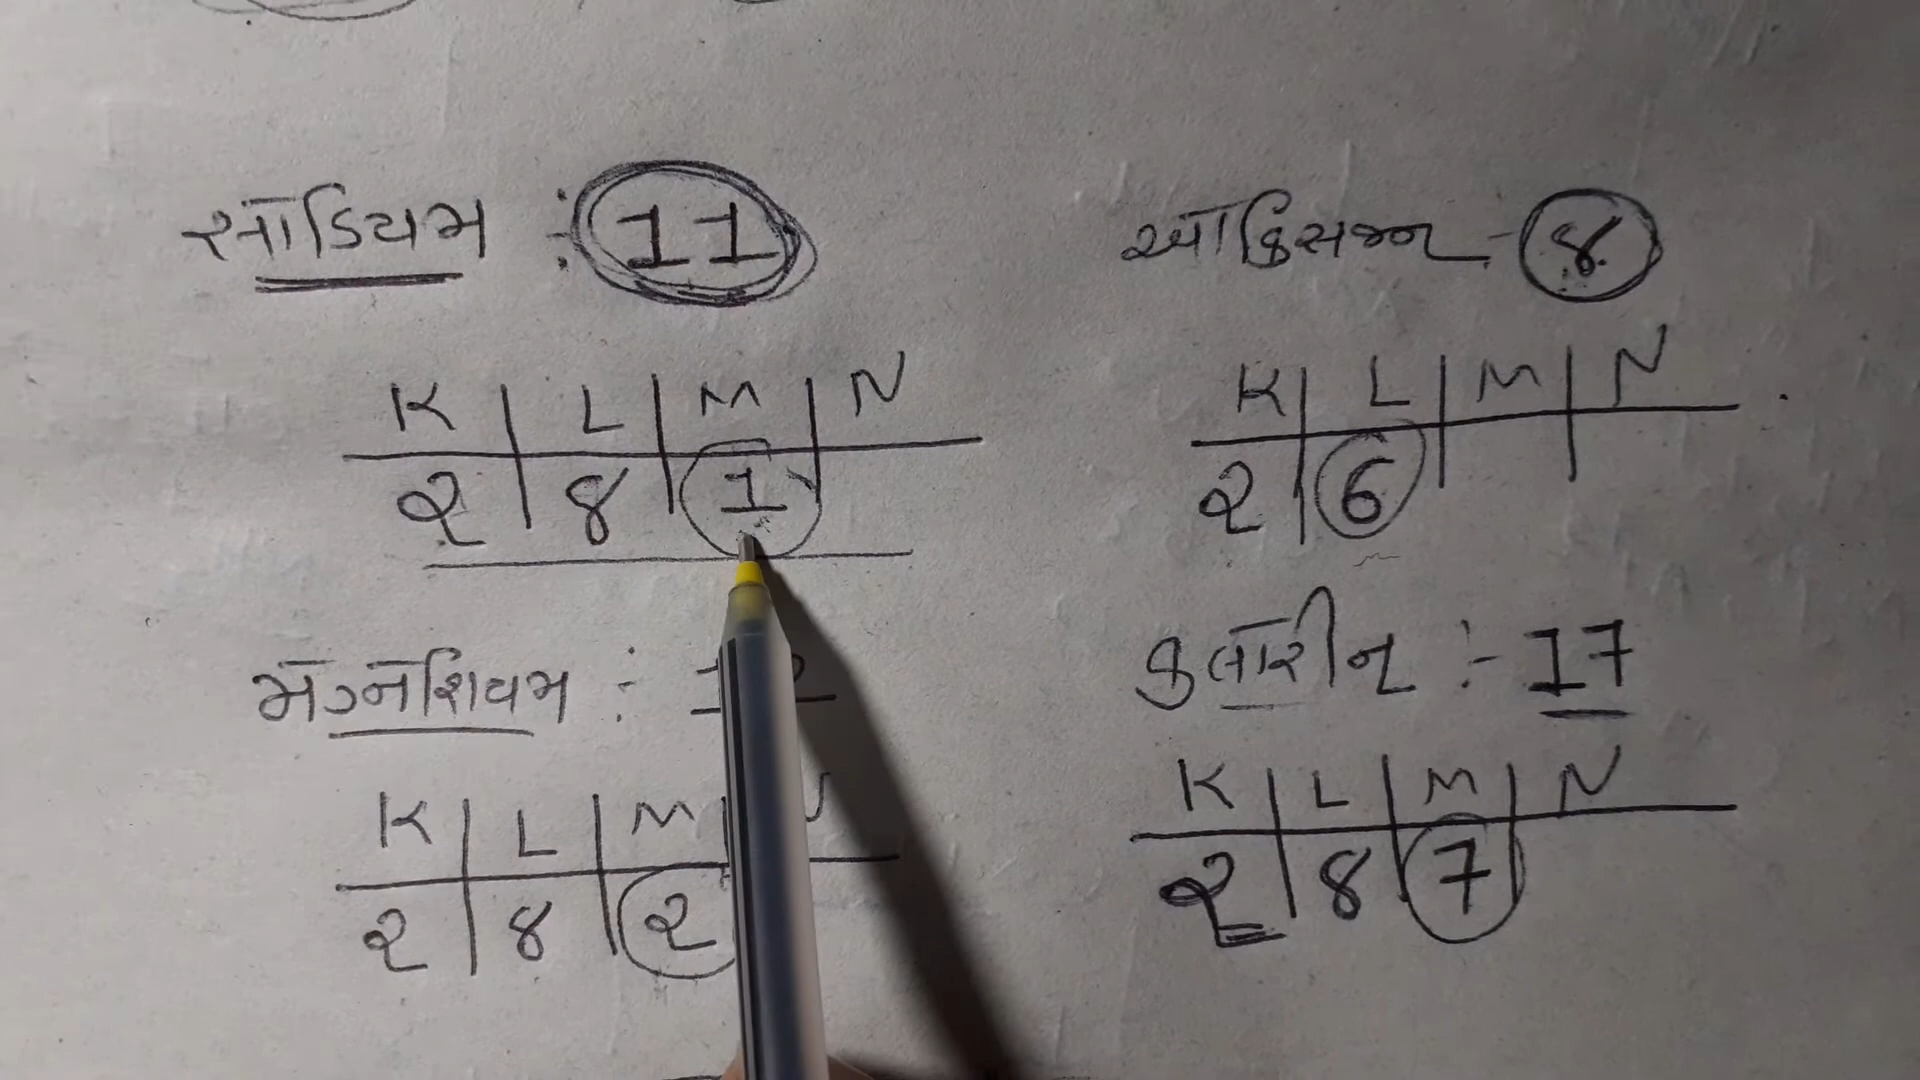 સોડિયમ :- 11
K L M N
2 8 1
મેગ્નેશિયમ :-
K L M
2 8 2
ઓક્સિજન - 8
K L M N
2 6
ક્લોરીન :- 17
K L M N
2 8 7